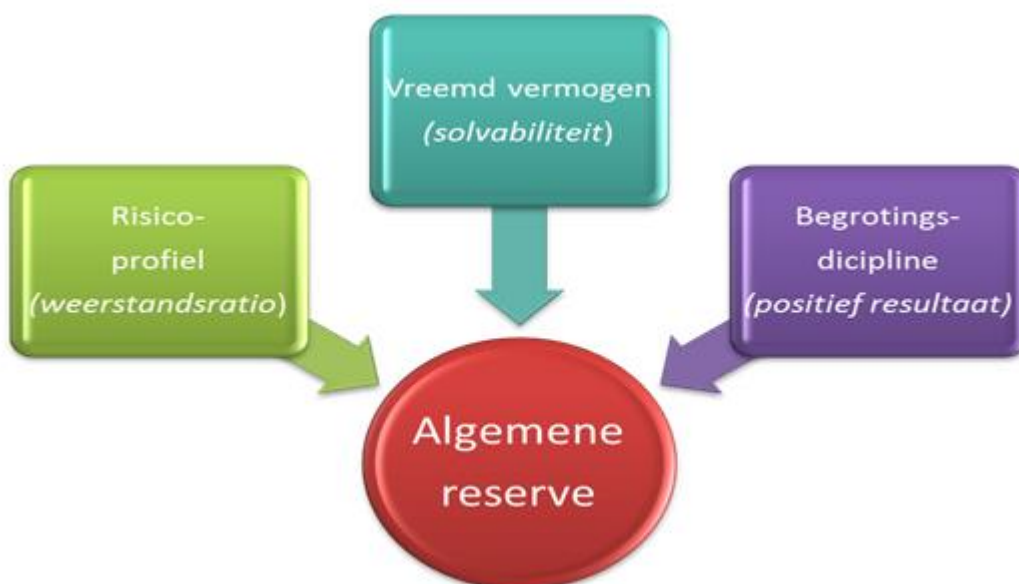 Vreemd vermogen
(solvabiliteit)
Risico-
profiel
(weerstandsratio)
Begrotings-
dicipline
(positief resultaat)
Algemene
reserve